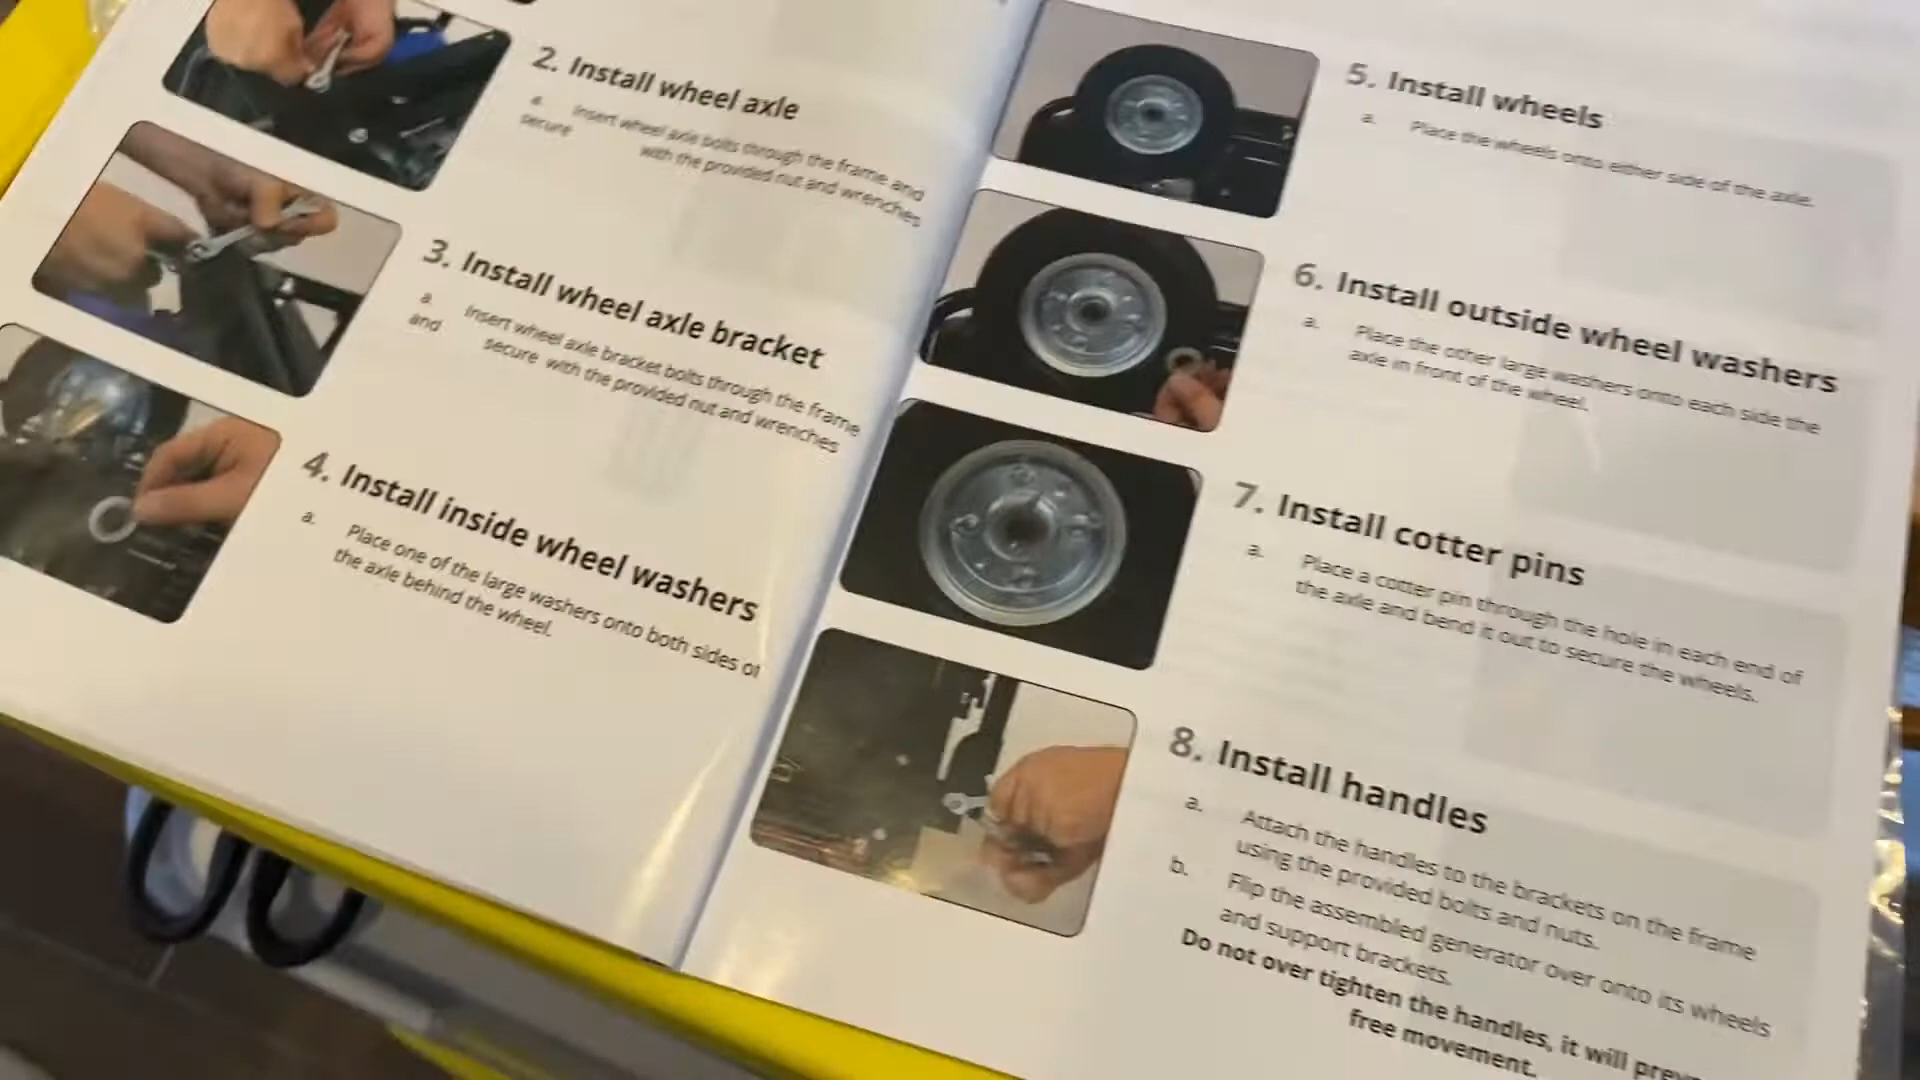 2. Install wheel axle
a. Insert wheel axle bolts through the frame and
secure with the provided nut and wrenches
3. Install wheel axle bracket
a. Insert wheel axle bracket bolts through the frame
and secure with the provided nut and wrenches
4. Install inside wheel washers
a. Place one of the large washers onto both sides of
the axle behind the wheel.
5. Install wheels
a. Place the wheels onto either side of the axle.
6. Install outside wheel washers
a. Place the other large washers onto each side the
axle in front of the wheel.
7. Install cotter pins
a. Place a cotter pin through the hole in each end of
the axle and bend it out to secure the wheels.
8. Install handles
a. Attach the handles to the brackets on the frame
using the provided bolts and nuts.
b. Flip the assembled generator over onto its wheels
and support brackets.
Do not over tighten the handles, it will
free movement.